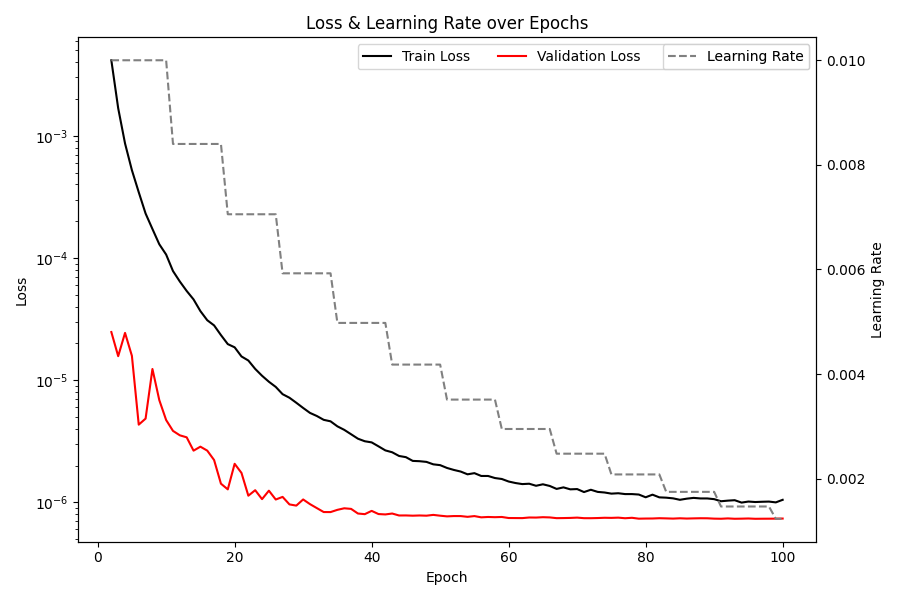 Loss & Learning Rate over Epochs
Train Loss
Validation Loss
Learning Rate
10⁻³
10⁻⁴
10⁻⁵
10⁻⁶
Loss
0.010
0.008
0.006
0.004
0.002
Learning Rate
0
20
40
60
80
100
Epoch